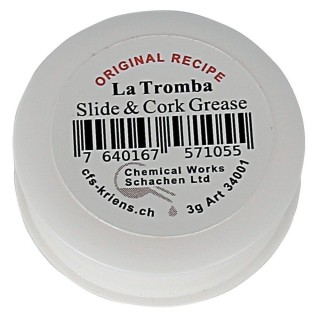 ORIGINAL RECIPE
La Tromba
Slide & Cork Grease
7 640167 571055
Chemical Works
Schachen Ltd
cfs-kriens.ch
3g Art 34001